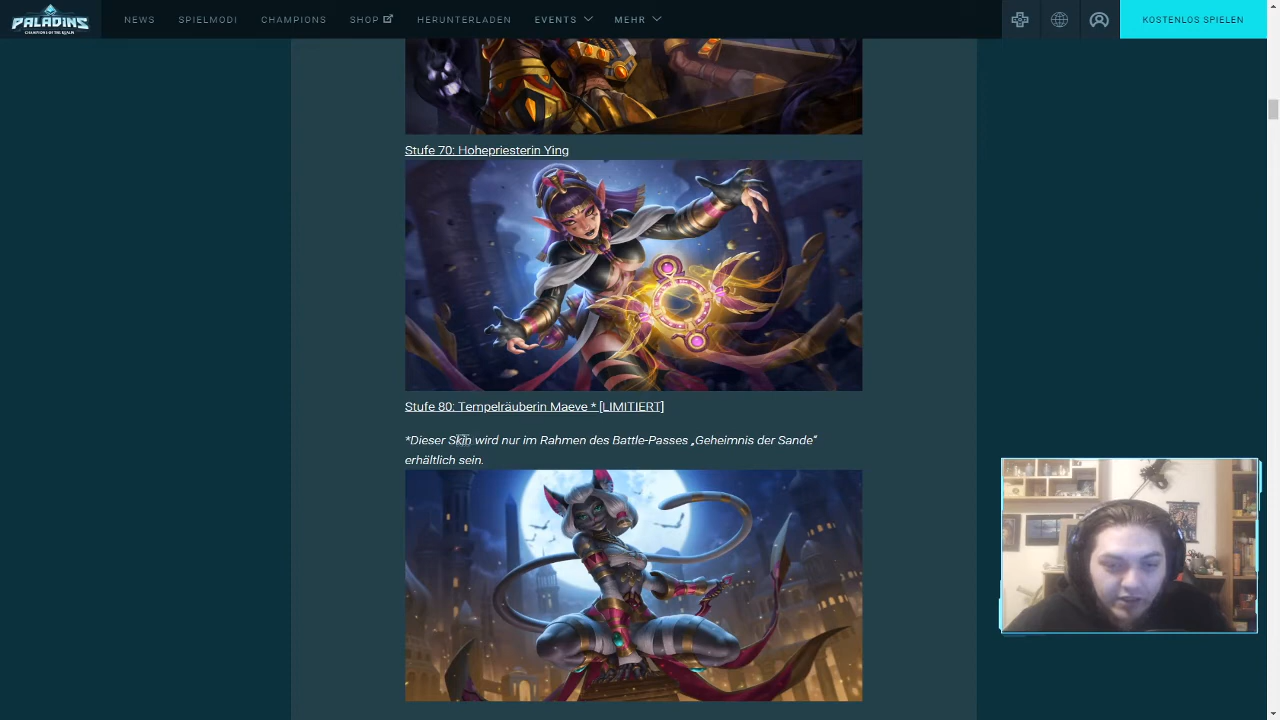 PALADINS
CHAMPIONS OF THE REALM
NEWS
SPIELMODI
CHAMPIONS
SHOP
HERUNTERLADEN
EVENTS
MEHR
KOSTENLOS SPIELEN
Stufe 70: Hohepriesterin Ying
Stufe 80: Tempelräuberin Maeve * [LIMITIERT]
*Dieser Skin wird nur im Rahmen des Battle-Passes „Geheimnis der Sande“
erhältlich sein.